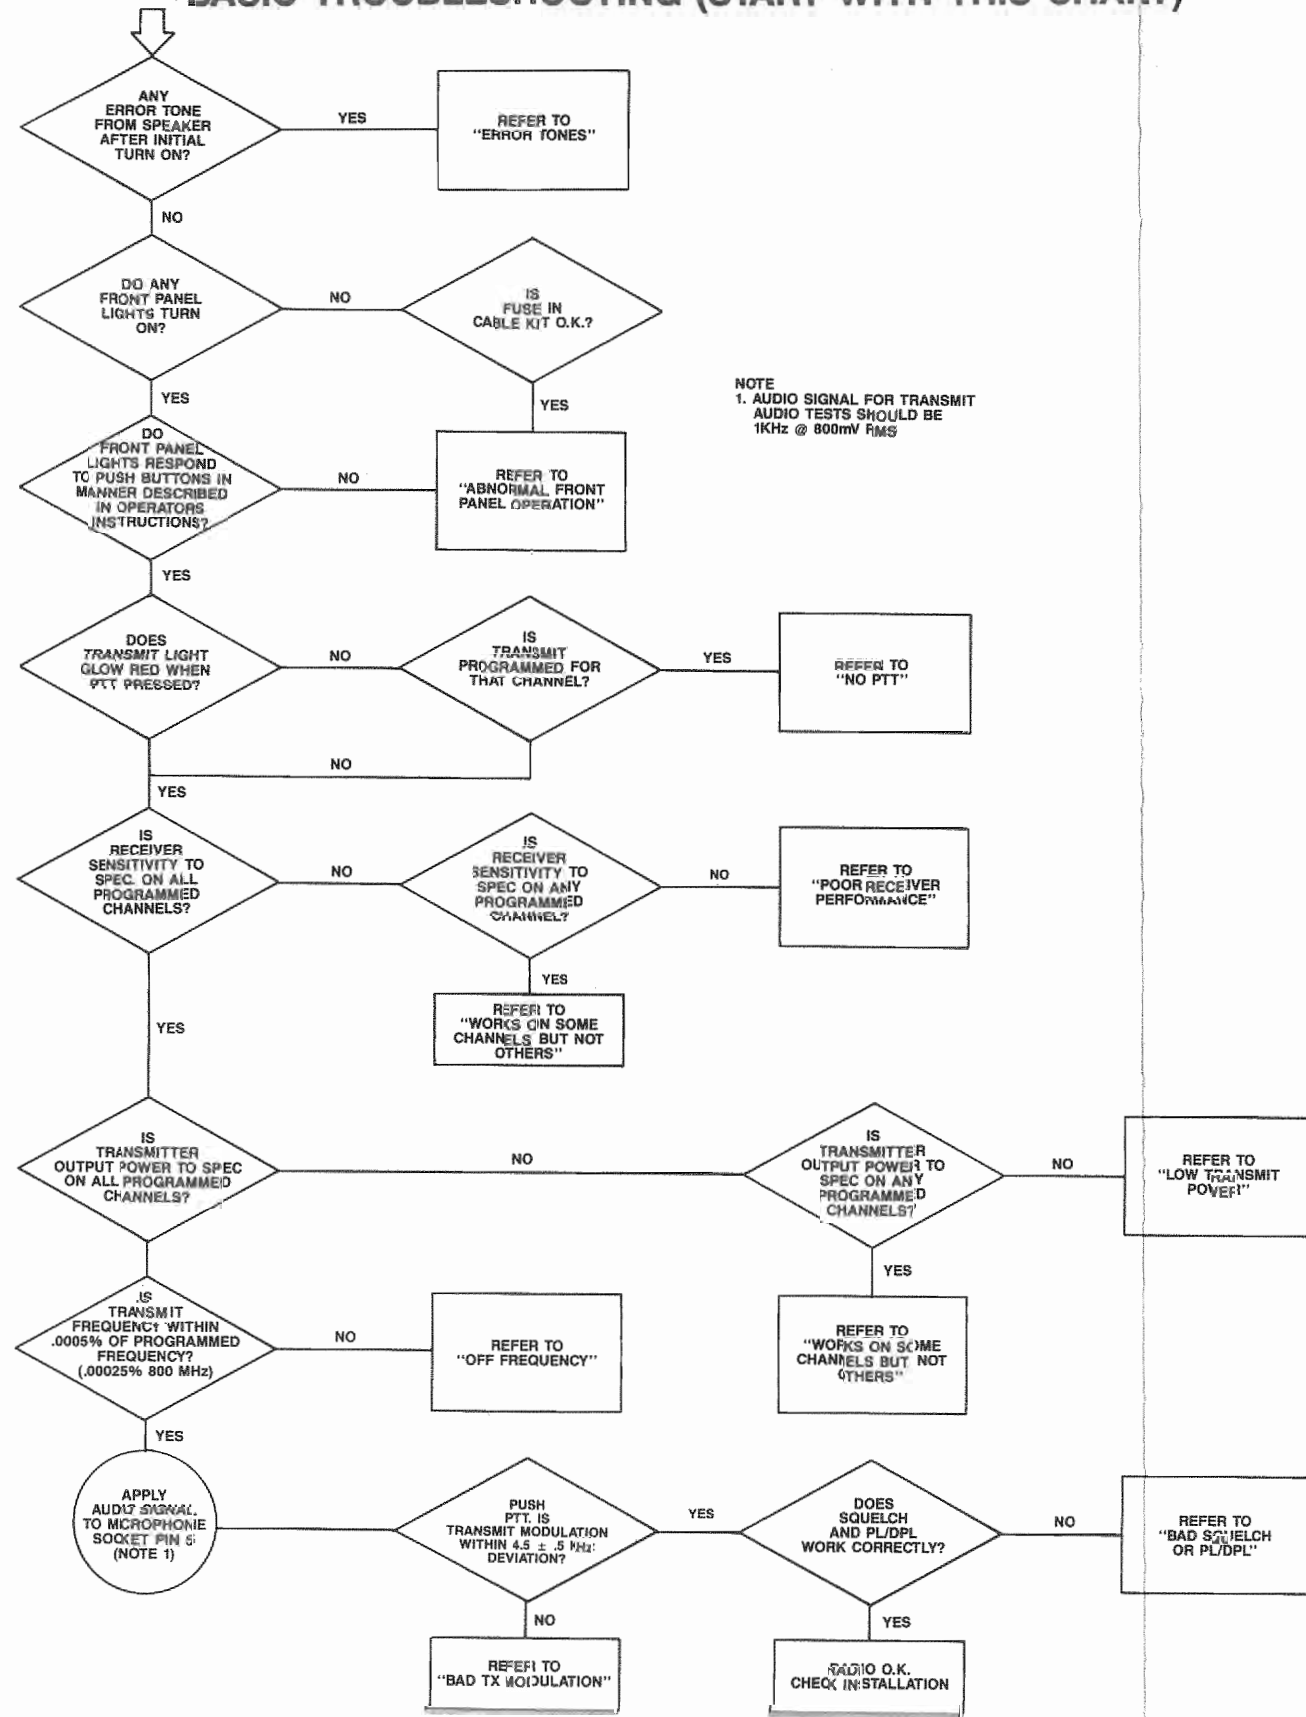 BASIC TROUBLESHOOTING (START WITH THIS CHART)
ANY
ERROR TONE
FROM SPEAKER
AFTER INITIAL
TURN ON?
YES
REFER TO
"ERROR TONES"
NO
DO ANY
FRONT PANEL
LIGHTS TURN
ON?
NO
IS
FUSE IN
CABLE KIT O.K.?
YES
YES
NOTE
1. AUDIO SIGNAL FOR TRANSMIT
AUDIO TESTS SHOULD BE
1KHz @ 800mV RMS
DO
FRONT PANEL
LIGHTS RESPOND
TO PUSH BUTTONS IN
MANNER DESCRIBED
IN OPERATORS
INSTRUCTIONS?
NO
REFER TO
"ABNORMAL FRONT
PANEL OPERATION"
YES
DOES
TRANSMIT LIGHT
GLOW RED WHEN
PTT PRESSED?
NO
IS
TRANSMIT
PROGRAMMED FOR
THAT CHANNEL?
YES
REFER TO
"NO PTT"
NO
YES
IS
RECEIVER
SENSITIVITY TO
SPEC. ON ALL
PROGRAMMED
CHANNELS?
NO
IS
RECEIVER
SENSITIVITY TO
SPEC ON ANY
PROGRAMMED
CHANNEL?
NO
REFER TO
"POOR RECEIVER
PERFORMANCE"
YES
REFER TO
"WORKS ON SOME
CHANNELS BUT NOT
OTHERS"
YES
IS
TRANSMITTER
OUTPUT POWER TO SPEC
ON ALL PROGRAMMED
CHANNELS?
NO
IS
TRANSMITTER
OUTPUT POWER TO
SPEC ON ANY
PROGRAMMED
CHANNELS?
NO
REFER TO
"LOW TRANSMIT
POWER"
YES
REFER TO
"WORKS ON SOME
CHANNELS BUT NOT
OTHERS"
IS
TRANSMIT
FREQUENCY WITHIN
.0005% OF PROGRAMMED
FREQUENCY?
(.00025% 800 MHz)
NO
REFER TO
"OFF FREQUENCY"
YES
APPLY
AUDIO SIGNAL
TO MICROPHONE
SOCKET PIN 5
(NOTE 1)
PUSH
PTT. IS
TRANSMIT MODULATION
WITHIN 4.5 ± .5 KHz
DEVIATION?
YES
DOES
SQUELCH
AND PL/DPL
WORK CORRECTLY?
NO
REFER TO
"BAD SQUELCH
OR PL/DPL"
NO
REFER TO
"BAD TX MODULATION"
YES
RADIO O.K.
CHECK INSTALLATION